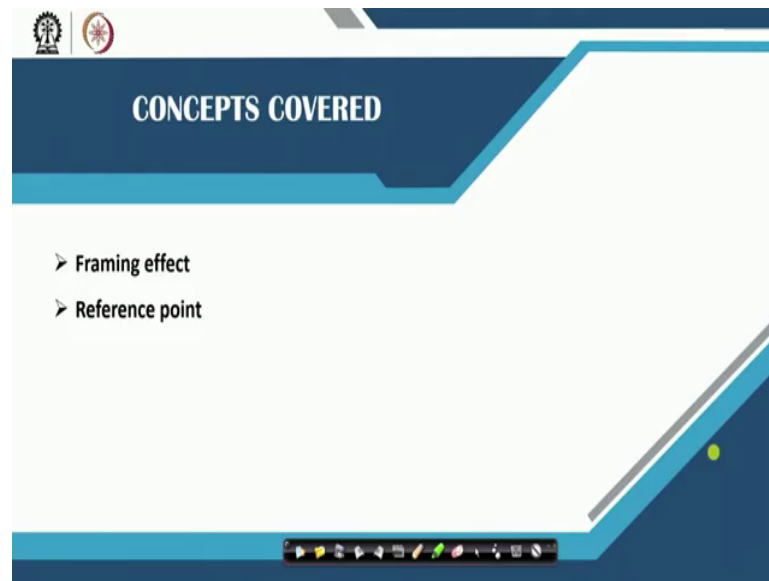 CONCEPTS COVERED
➢ Framing effect
➢ Reference point